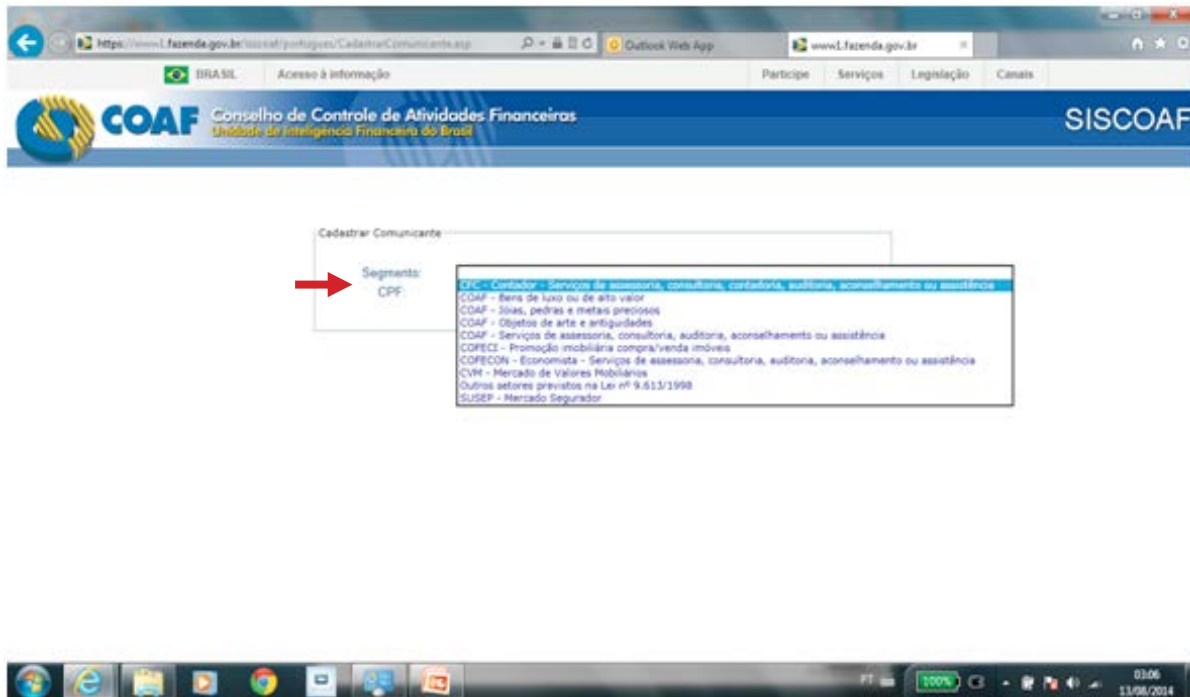 https://www1.fazenda.gov.br/siscoaf/portugues/CadastrarComunicante.asp
Outlook Web App
www1.fazenda.gov.br
BRASIL
Acesso à informação
Participe
Serviços
Legislação
Canais
COAF
Conselho de Controle de Atividades Financeiras
Unidade de Inteligência Financeira do Brasil
SISCOAF
Cadastrar Comunicante
Segmento:
CPF:
CFC - Contador - Serviços de assessoria, consultoria, contadoria, auditoria, aconselhamento ou assistência
COAF - Bens de luxo ou de alto valor
COAF - Jóias, pedras e metais preciosos
COAF - Objetos de arte e antiguidades
COAF - Serviços de assessoria, consultoria, auditoria, aconselhamento ou assistência
COFECI - Promoção imobiliária compra/venda imóveis
COFECON - Economista - Serviços de assessoria, consultoria, auditoria, aconselhamento ou assistência
CVM - Mercado de Valores Mobiliários
Outros setores previstos na Lei nº 9.613/1998
SUSEP - Mercado Segurador
PT
100%
03:06
13/08/2014